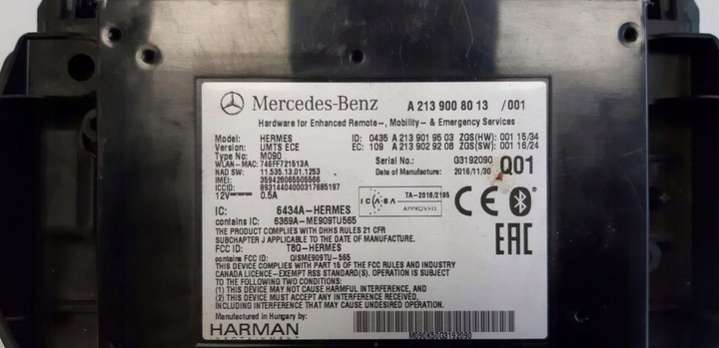 Mercedes-Benz A 213 900 80 13 /001
Hardware for Enhanced Remote-, Mobility- & Emergency Services
Model: HERMES ID: 0435 A 213 901 95 03 ZGS(HW): 001 15/34
Version: UMTS ECE EC: 109 A 213 902 92 08 ZGS(SW): 001 16/24
Type No: M090 Serial No.: G3192090 Q01
WLAN-MAC: 746FF721513A Date of Manufacture: 2016/11/30
NAD SW: 11.535.13.01.1253
IMEI: 359426066505566
ICCID: 89314404000317685197
12V 0.5A
ICASA TA-2016/2195
APPROVED
CE
IC: 6434A-HERMES
contains IC: 6369A-ME909TU565
THE PRODUCT COMPLIES WITH DHHS RULES 21 CFR
SUBCHAPTER J APPLICABLE TO THE DATE OF MANUFACTURE.
FCC ID: T8G-HERMES
contains FCC ID: QISME909TU-565
EAC
THIS DEVICE COMPLIES WITH PART 15 OF THE FCC RULES AND INDUSTRY
CANADA LICENCE-EXEMPT RSS STANDARD(S). OPERATION IS SUBJECT
TO THE FOLLOWING TWO CONDITIONS:
(1) THIS DEVICE MAY NOT CAUSE HARMFUL INTERFERENCE, AND
(2) THIS DEVICE MUST ACCEPT ANY INTERFERENCE RECEIVED,
INCLUDING INTERFERENCE THAT MAY CAUSE UNDESIRED OPERATION.
Manufactured in Hungary by:
HARMAN